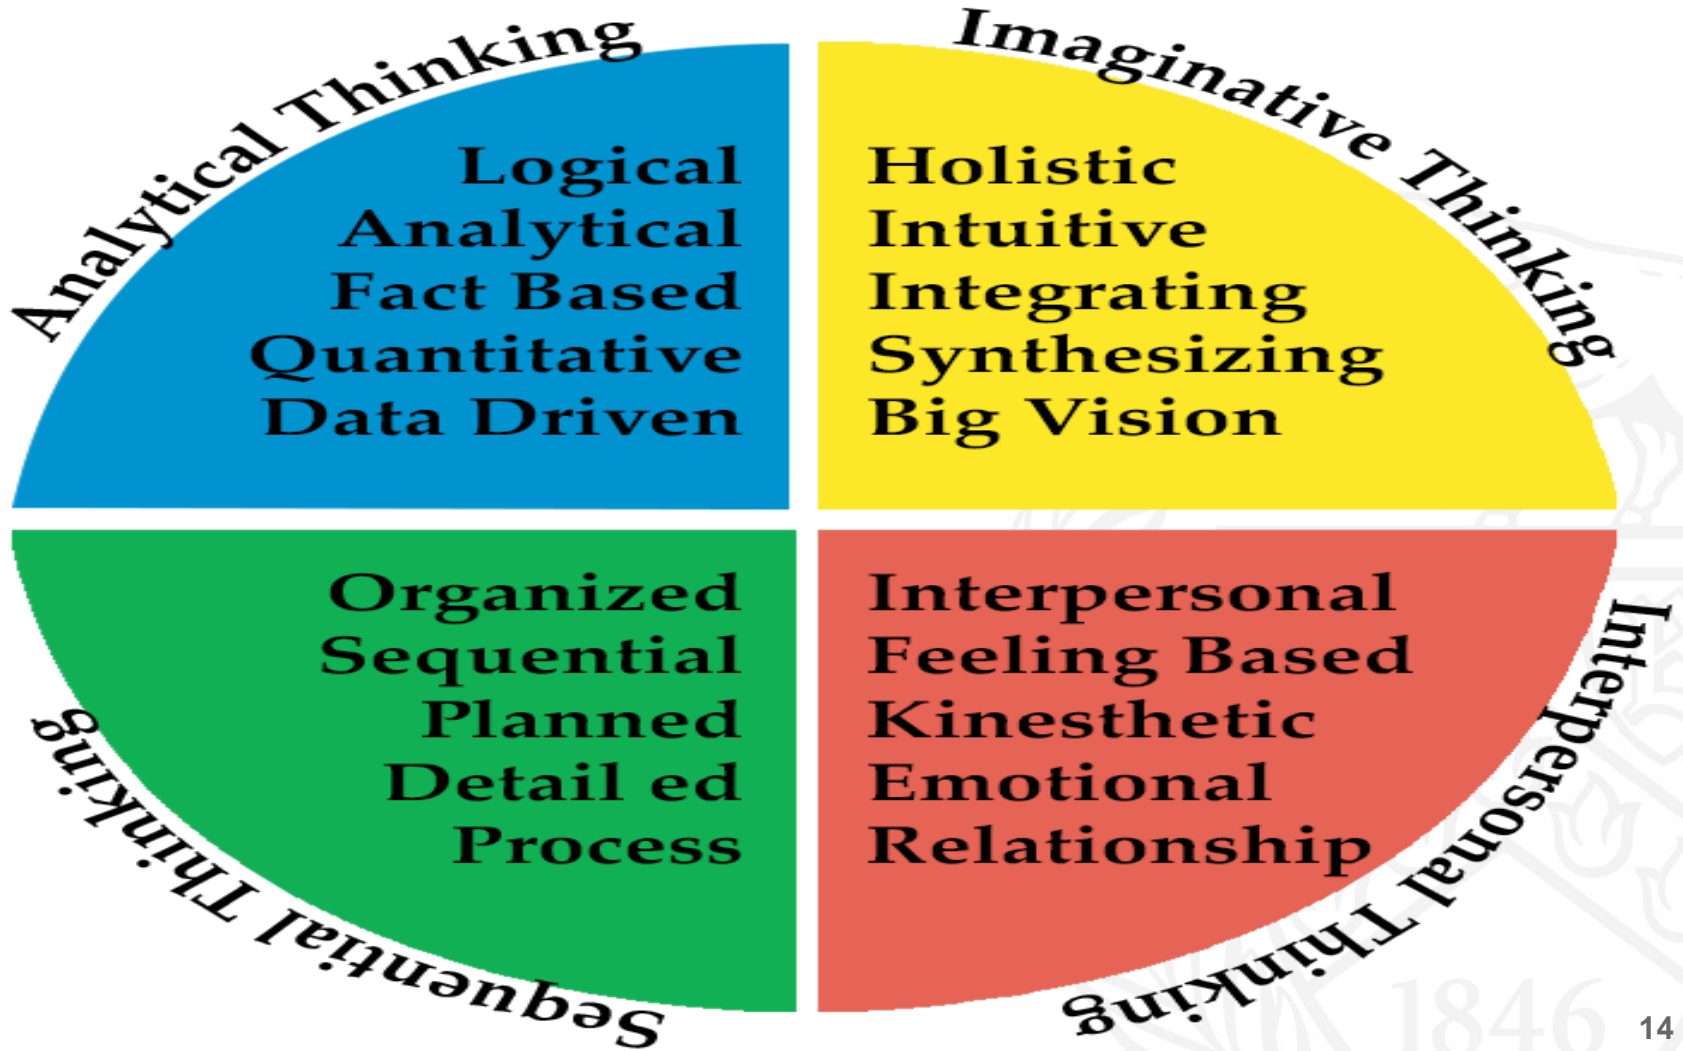 Analytical Thinking
Logical
Analytical
Fact Based
Quantitative
Data Driven
Imaginative Thinking
Holistic
Intuitive
Integrating
Synthesizing
Big Vision
Sequential Thinking
Organized
Sequential
Planned
Detail ed
Process
Interpersonal Thinking
Interpersonal
Feeling Based
Kinesthetic
Emotional
Relationship
1846
14